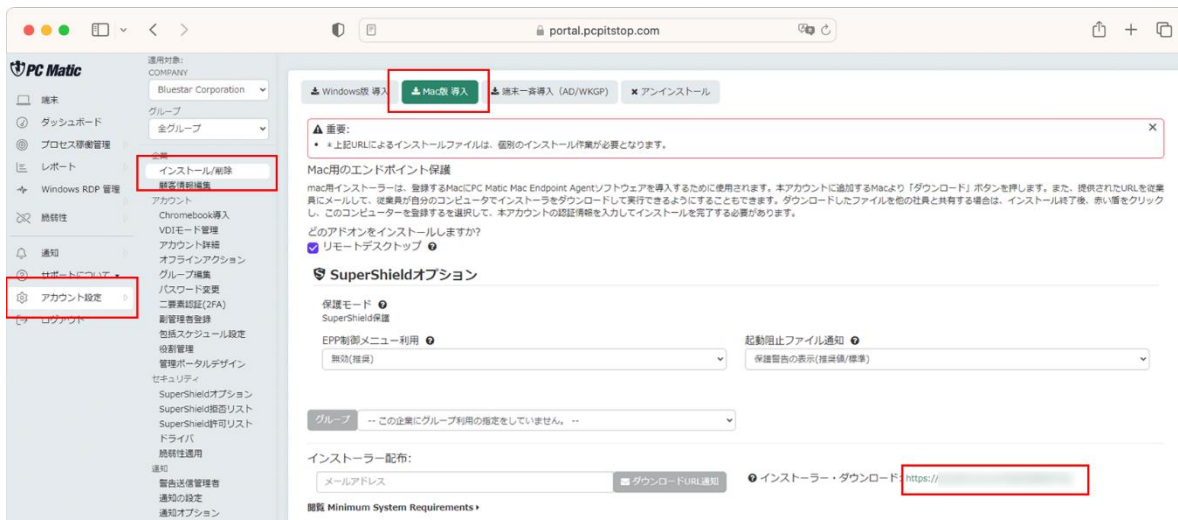 portal.pcpitstop.com
PC Matic
端末
ダッシュボード
プロセス稼働管理
レポート
Windows RDP 管理
脆弱性
通知
サポートについて
アカウント設定
ログアウト
適用対象:
COMPANY
Bluestar Corporation
グループ
全グループ
企業
インストール/削除
顧客情報編集
アカウント
Chromebook導入
VDIモード管理
アカウント詳細
オフラインアクション
グループ編集
パスワード変更
二要素認証(2FA)
副管理者登録
包括スケジュール設定
役割管理
管理ポータルデザイン
セキュリティ
SuperShieldオプション
SuperShield拒否リスト
SuperShield許可リスト
ドライバ
脆弱性適用
通知
警告送信管理者
通知の設定
通知オプション
Windows版 導入 Mac版 導入 端末一斉導入 (AD/WKGP) アンインストール
重要:
• ＊上記URLによるインストールファイルは、個別のインストール作業が必要となります。
Mac用のエンドポイント保護
mac用インストーラーは、登録するMacにPC Matic Mac Endpoint Agentソフトウェアを導入するために使用されます。本アカウントに追加するMacより「ダウンロード」ボタンを押します。また、提供されたURLを従業
員にメールして、従業員が自分のコンピュータでインストーラをダウンロードして実行できるようにすることもできます。ダウンロードしたファイルを他の社員と共有する場合は、インストール終了後、赤い盾をクリック
し、このコンピューターを登録するを選択して、本アカウントの認証情報を入力してインストールを完了する必要があります。
どのアドオンをインストールしますか?
リモートデスクトップ
SuperShieldオプション
保護モード
SuperShield保護
EPP制御メニュー利用 起動阻止ファイル通知
無効(推奨) 保護警告の表示(推奨値/標準)
グループ -- この企業にグループ利用の指定をしていません。 --
インストーラー配布:
メールアドレス ダウンロードURL通知 インストーラー・ダウンロード: https://
閲覧 Minimum System Requirements